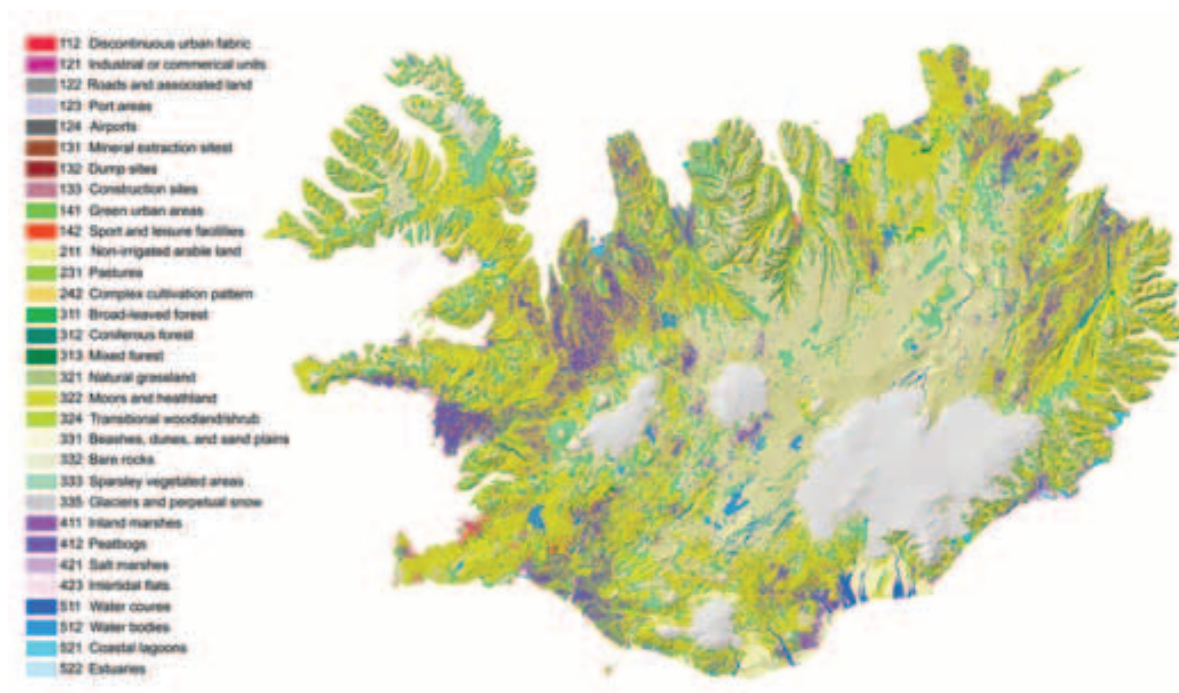 112 Discontinuous urban fabric
121 Industrial or commerical units
122 Roads and associated land
123 Port areas
124 Airports
131 Mineral extraction sitest
132 Dump sites
133 Construction sites
141 Green urban areas
142 Sport and leisure facitilies
211 Non-irrigated arable land
231 Pastures
242 Complex cultivation pattern
311 Broad-leaved forest
312 Coniferous forest
313 Mixed forest
321 Natural grassland
322 Moors and heathland
324 Transitional woodland/shrub
331 Beashes, dunes, and sand plains
332 Bare rocks
333 Sparsley vegetated areas
335 Glaciers and perpetual snow
411 Inland marshes
412 Peatbogs
421 Salt marshes
423 Intertidal flats
511 Water course
512 Water bodies
521 Coastal lagoons
522 Estuaries